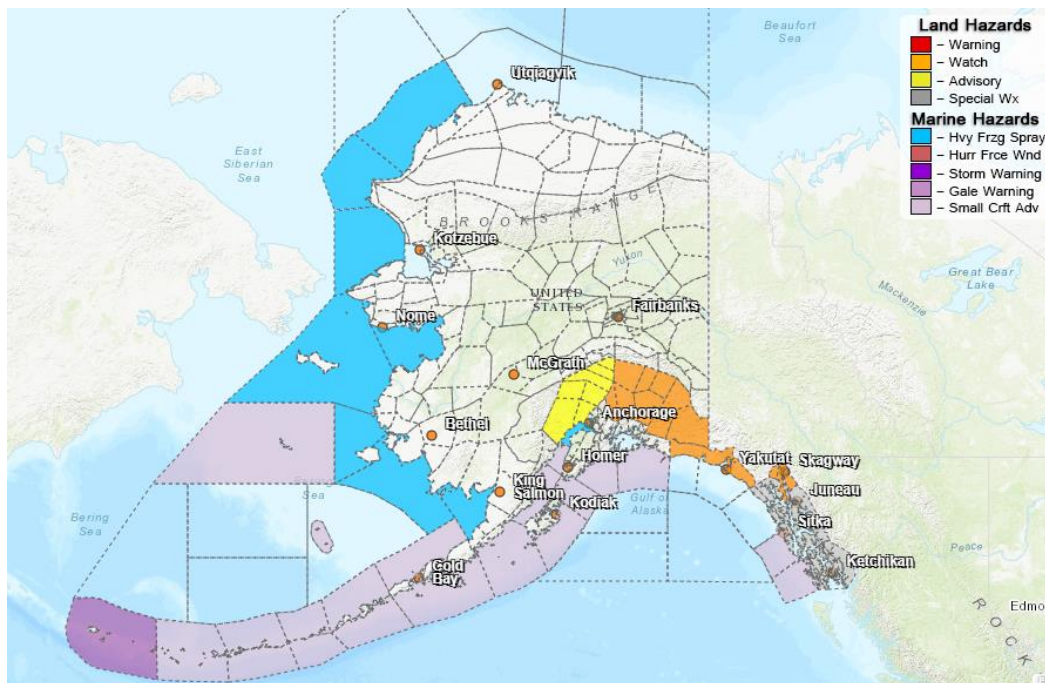 Beaufort
Sea
Land Hazards
– Warning
– Watch
– Advisory
– Special Wx
Marine Hazards
– Hvy Frzg Spray
– Hurr Frce Wnd
– Storm Warning
– Gale Warning
– Small Crft Adv
Utqiagvik
East
Siberian
Sea
BROOKS RANGE
Kotzebue
Yukon
Great Bear
Lake
Mackenzie
UNITED
STATES
Nome
Fairbanks
McGrath
Anchorage
Bethel
Homer
Yakutat
Skagway
King
Salmon
Juneau
Kodiak
Gulf of
Alaska
Sea
Bering
Sea
Sitka
Peace
Cold
Bay
Ketchikan
Edmo
ROCK